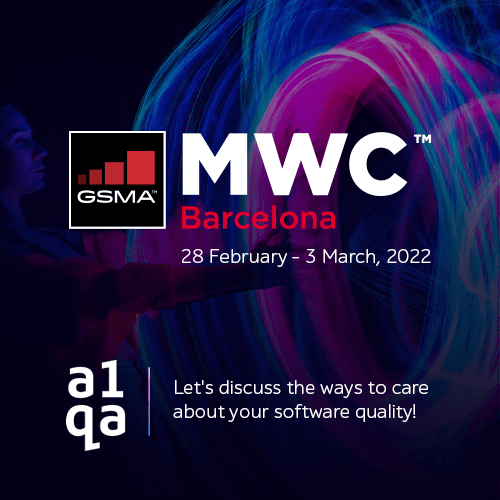 GSMA™
MWC™
Barcelona
28 February - 3 March, 2022
a1
qa
Let's discuss the ways to care
about your software quality!